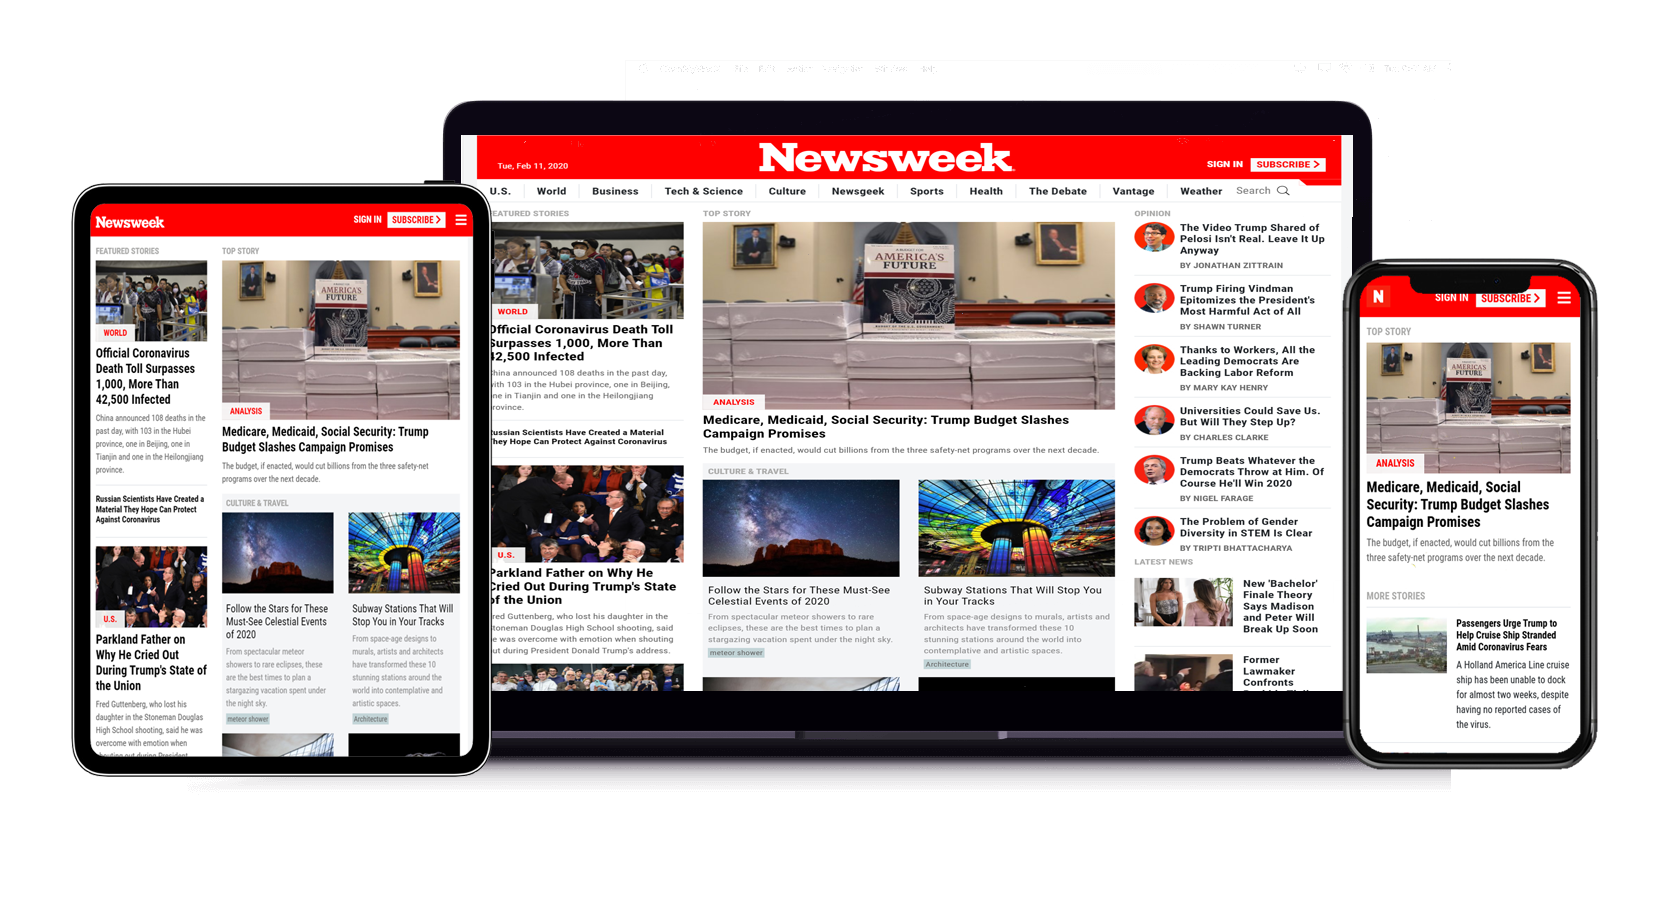 Newsweek
SIGN IN
SUBSCRIBE
FEATURED STORIES
WORLD
Official Coronavirus
Death Toll Surpasses
1,000, More Than
42,500 Infected
China announced 108 deaths in the
past day, with 103 in the Hubei
province, one in Beijing, one in
Tianjin and one in the Heilongjiang
province.
Russian Scientists Have Created a
Material They Hope Can Protect
Against Coronavirus
U.S.
Parkland Father on
Why He Cried Out
During Trump's State of
the Union
Fred Guttenberg, who lost his
daughter in the Stoneman Douglas
High School shooting, said he was
overcome with emotion when
shouting out during President
TOP STORY
AMERICA'S
FUTURE
ANALYSIS
Medicare, Medicaid, Social Security: Trump
Budget Slashes Campaign Promises
The budget, if enacted, would cut billions from the three safety-net
programs over the next decade.
CULTURE & TRAVEL
Follow the Stars for These
Must-See Celestial Events
of 2020
From spectacular meteor
showers to rare eclipses, these
are the best times to plan a
stargazing vacation spent under
the night sky.
meteor shower
Subway Stations That Will
Stop You in Your Tracks
From space-age designs to
murals, artists and architects
have transformed these 10
stunning stations around the
world into contemplative and
artistic spaces.
Architecture
Tue, Feb 11, 2020
Newsweek
SIGN IN
SUBSCRIBE
U.S.
World
Business
Tech & Science
Culture
Newsgeek
Sports
Health
The Debate
Vantage
Weather
Search
FEATURED STORIES
WORLD
Official Coronavirus Death Toll
Surpasses 1,000, More Than
42,500 Infected
China announced 108 deaths in the past day,
with 103 in the Hubei province, one in Beijing,
one in Tianjin and one in the Heilongjiang
province.
Russian Scientists Have Created a Material
They Hope Can Protect Against Coronavirus
U.S.
Parkland Father on Why He
Cried Out During Trump's State
of the Union
Fred Guttenberg, who lost his daughter in the
Stoneman Douglas High School shooting, said
he was overcome with emotion when shouting
out during President Donald Trump's address.
TOP STORY
AMERICA'S
FUTURE
ANALYSIS
Medicare, Medicaid, Social Security: Trump Budget Slashes
Campaign Promises
The budget, if enacted, would cut billions from the three safety-net programs over the next decade.
CULTURE & TRAVEL
Follow the Stars for These Must-See
Celestial Events of 2020
From spectacular meteor showers to rare
eclipses, these are the best times to plan a
stargazing vacation spent under the night sky.
meteor shower
Subway Stations That Will Stop You
in Your Tracks
From space-age designs to murals, artists and
architects have transformed these 10
stunning stations around the world into
contemplative and artistic spaces.
Architecture
OPINION
The Video Trump Shared of
Pelosi Isn't Real. Leave It Up
Anyway
BY JONATHAN ZITTRAIN
Trump Firing Vindman
Epitomizes the President's
Most Harmful Act of All
BY SHAWN TURNER
Thanks to Workers, All the
Leading Democrats Are
Backing Labor Reform
BY MARY KAY HENRY
Universities Could Save Us.
But Will They Step Up?
BY CHARLES CLARKE
Trump Beats Whatever the
Democrats Throw at Him. Of
Course He'll Win 2020
BY NIGEL FARAGE
The Problem of Gender
Diversity in STEM Is Clear
BY TRIPTI BHATTACHARYA
LATEST NEWS
New 'Bachelor'
Finale Theory
Says Madison
and Peter Will
Break Up Soon
Former
Lawmaker
Confronts
N
SIGN IN
SUBSCRIBE
TOP STORY
AMERICA'S
FUTURE
ANALYSIS
Medicare, Medicaid, Social
Security: Trump Budget Slashes
Campaign Promises
The budget, if enacted, would cut billions from the
three safety-net programs over the next decade.
MORE STORIES
Passengers Urge Trump to
Help Cruise Ship Stranded
Amid Coronavirus Fears
A Holland America Line cruise
ship has been unable to dock
for almost two weeks, despite
having no reported cases of
the virus.